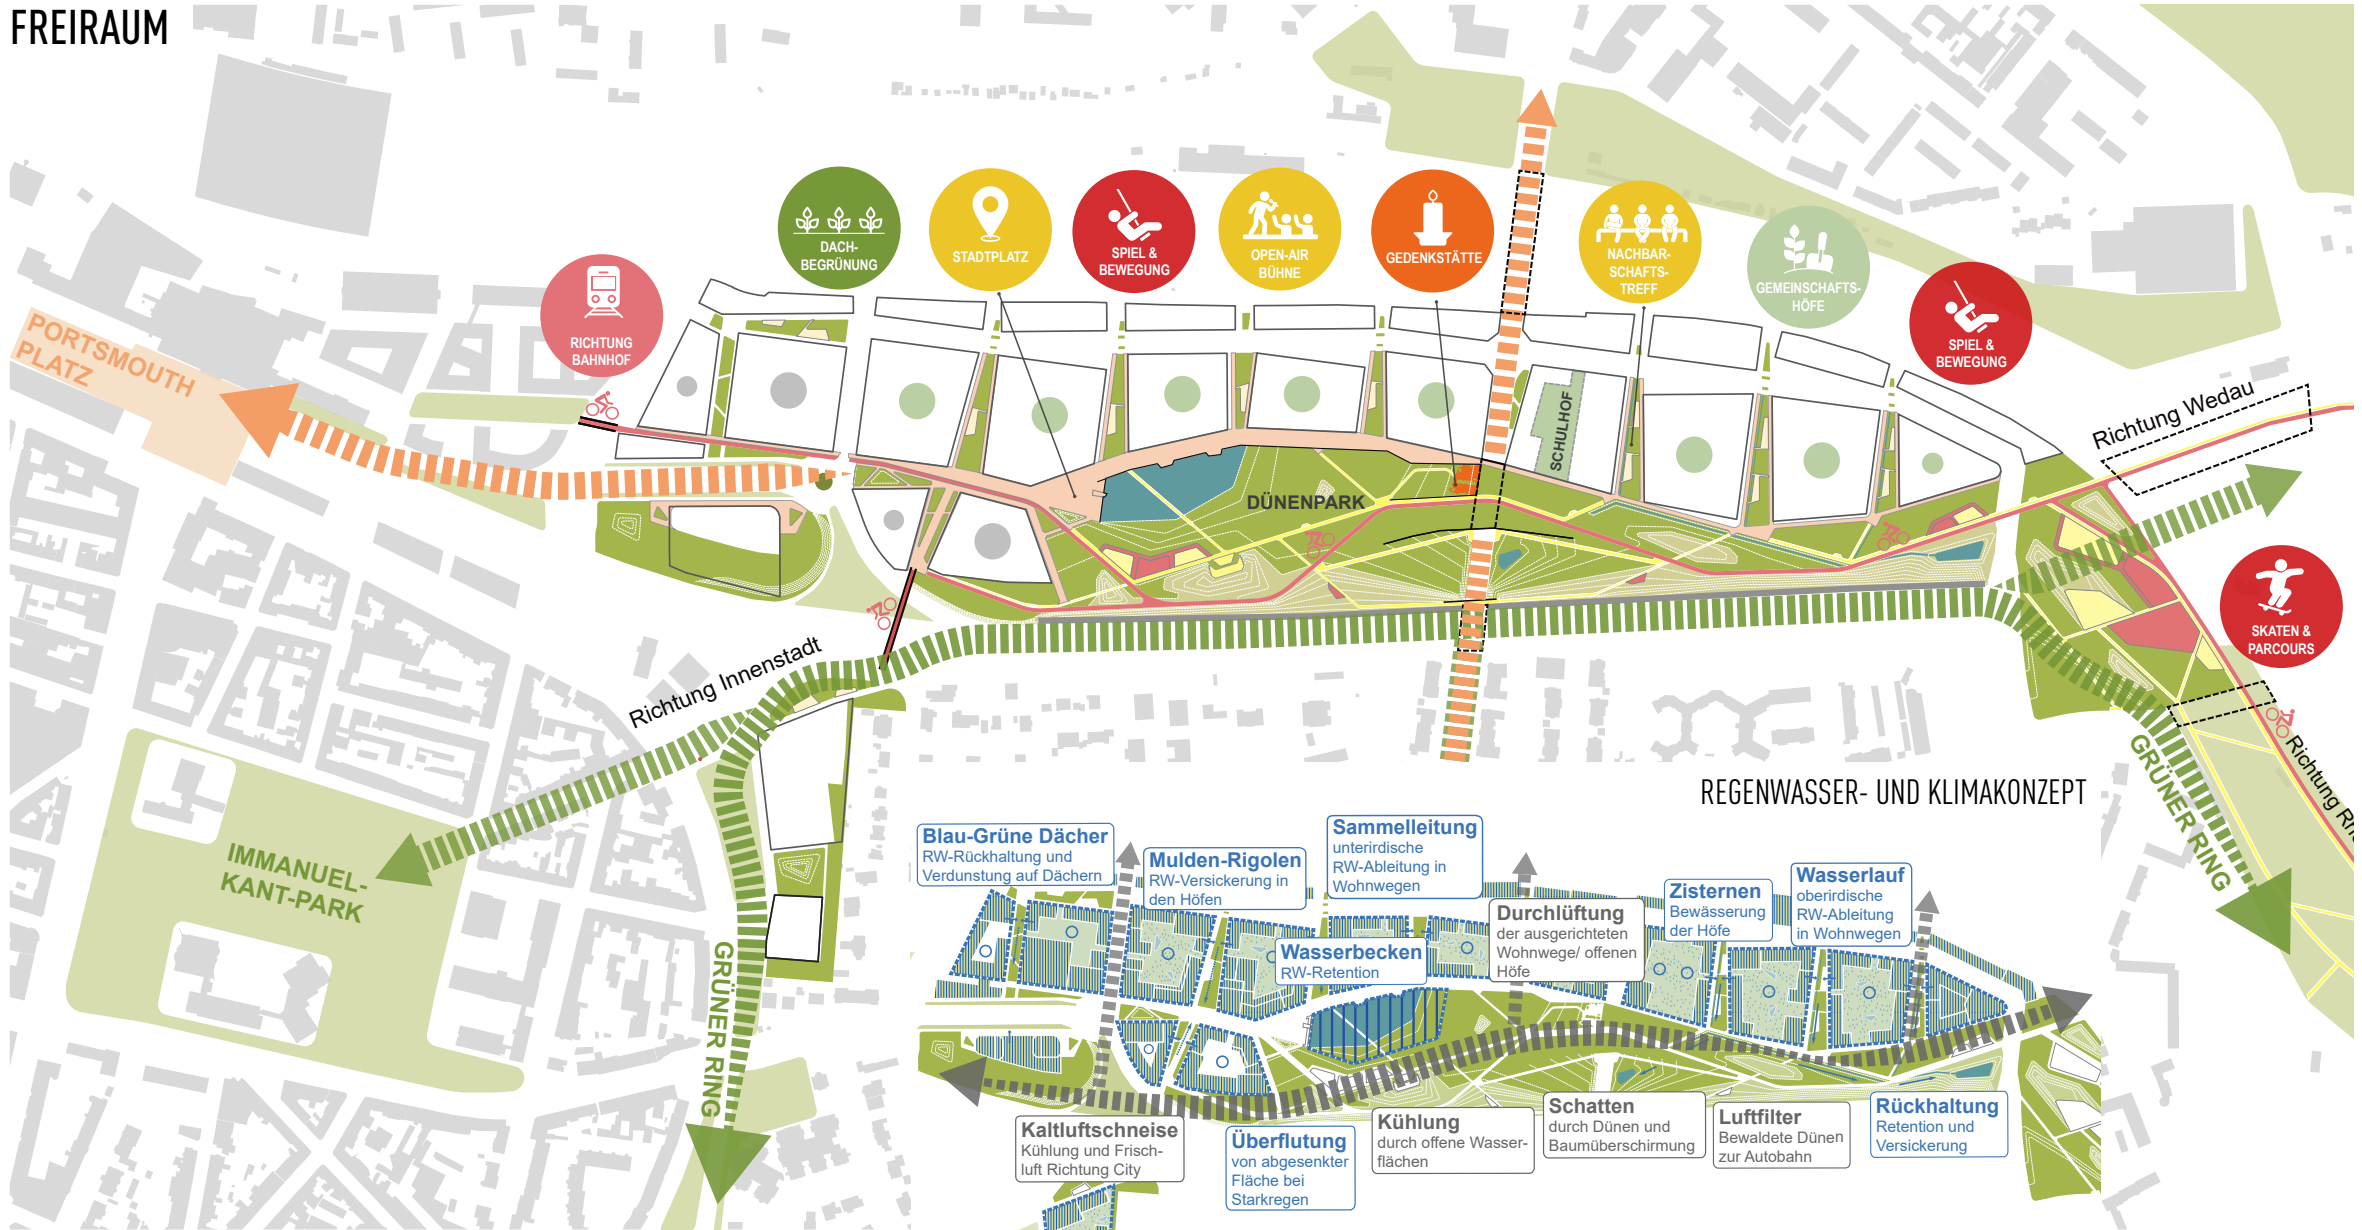 FREIRAUM
PORTSMOUTH
PLATZ
RICHTUNG
BAHNHOF
DACH-
BEGRÜNUNG
STADTPLATZ
SPIEL &
BEWEGUNG
OPEN-AIR
BÜHNE
GEDENKSTÄTTE
NACHBAR-
SCHAFTS-
TREFF
GEMEINSCHAFTS-
HÖFE
SPIEL &
BEWEGUNG
SCHULHOF
DÜNENPARK
Richtung Wedau
SKATEN &
PARCOURS
Richtung Innenstadt
IMMANUEL-
KANT-PARK
GRÜNER RING
GRÜNER RING
Richtung
REGENWASSER- UND KLIMAKONZEPT
Blau-Grüne Dächer
RW-Rückhaltung und
Verdunstung auf Dächern
Mulden-Rigolen
RW-Versickerung in
den Höfen
Sammelleitung
unterirdische
RW-Ableitung in
Wohnwegen
Wasserbecken
RW-Retention
Durchlüftung
der ausgerichteten
Wohnwege/ offenen
Höfe
Zisternen
Bewässerung
der Höfe
Wasserlauf
oberirdische
RW-Ableitung
in Wohnwegen
Kaltluftschneise
Kühlung und Frisch-
luft Richtung City
Überflutung
von abgesenkter
Fläche bei
Starkregen
Kühlung
durch offene Wasser-
flächen
Schatten
durch Dünen und
Baumüberschirmung
Luftfilter
Bewaldete Dünen
zur Autobahn
Rückhaltung
Retention und
Versickerung